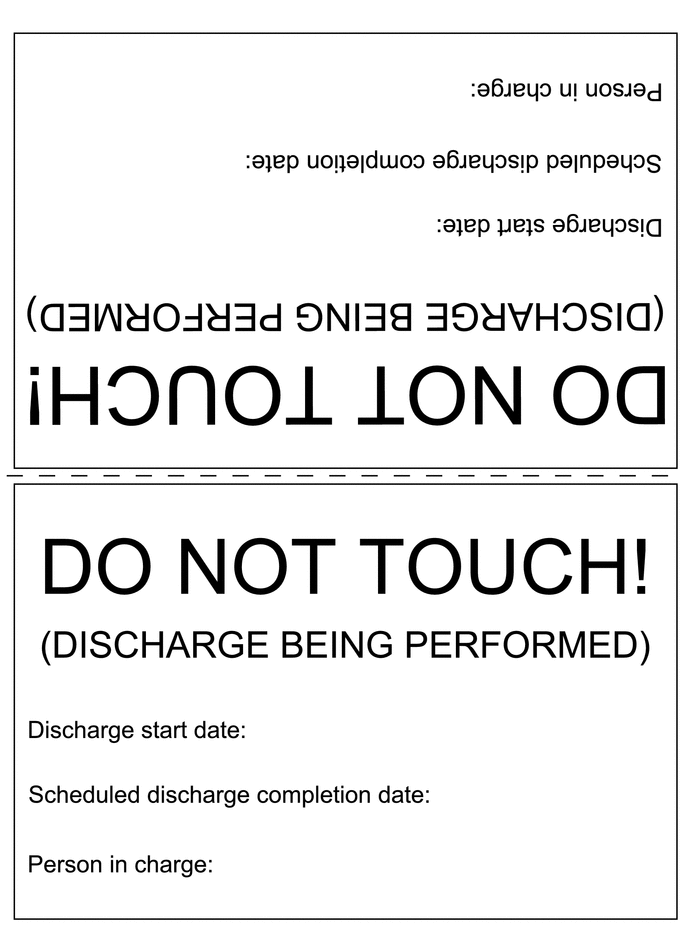 Person in charge:
Scheduled discharge completion date:
Discharge start date:
(DISCHARGE BEING PERFORMED)
DO NOT TOUCH!
DO NOT TOUCH!
(DISCHARGE BEING PERFORMED)
Discharge start date:
Scheduled discharge completion date:
Person in charge: